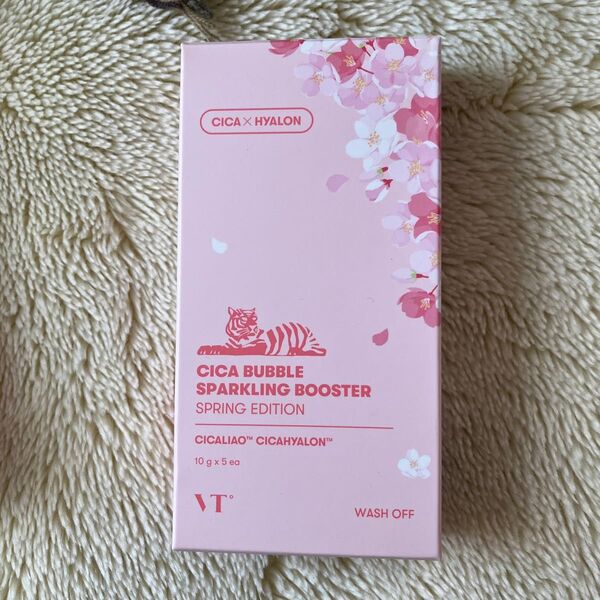 CICA × HYALON
CICA BUBBLE
SPARKLING BOOSTER
SPRING EDITION
CICALIAO™ CICAHYALON™
10 g x 5 ea
VT°
WASH OFF